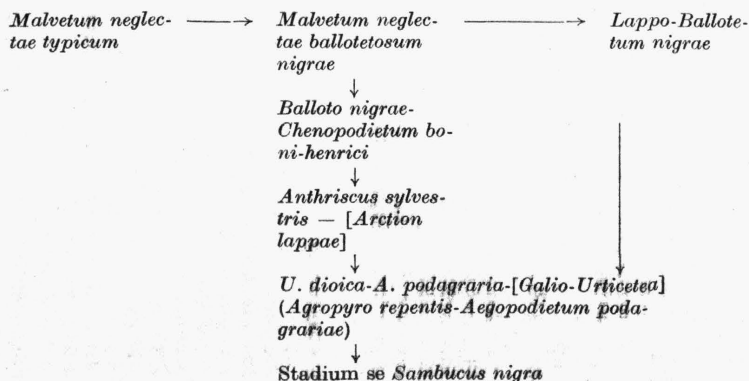 Malvetum neglec-
tae typicum
Malvetum neglec-
tae ballotetosum
nigrae
Lappo-Ballote-
tum nigrae
Balloto nigrae-
Chenopodietum bo-
ni-henrici
Anthriscus sylves-
tris — [Arction
lappae]
U. dioica-A. podagraria-[Galio-Urticetea]
(Agropyro repentis-Aegopodietum poda-
grariae)
Stadium se Sambucus nigra